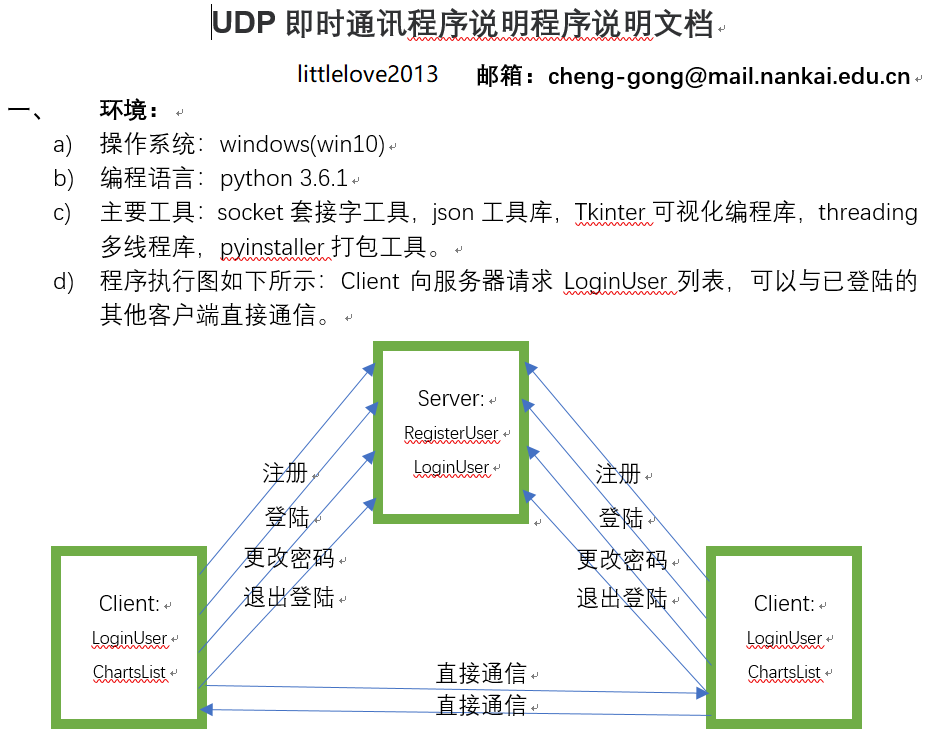 UDP 即时通讯程序说明程序说明文档
littlelove2013 邮箱：cheng-gong@mail.nankai.edu.cn
一、 环境：
a) 操作系统：windows(win10)
b) 编程语言：python 3.6.1
c) 主要工具：socket 套接字工具，json 工具库，Tkinter 可视化编程库，threading
多线程库，pyinstaller 打包工具。
d) 程序执行图如下所示：Client 向服务器请求 LoginUser 列表，可以与已登陆的
其他客户端直接通信。
Server:
RegisterUser
LoginUser
注册
登陆
更改密码
退出登陆
注册
登陆
更改密码
退出登陆
Client:
LoginUser
ChartsList
Client:
LoginUser
ChartsList
直接通信
直接通信